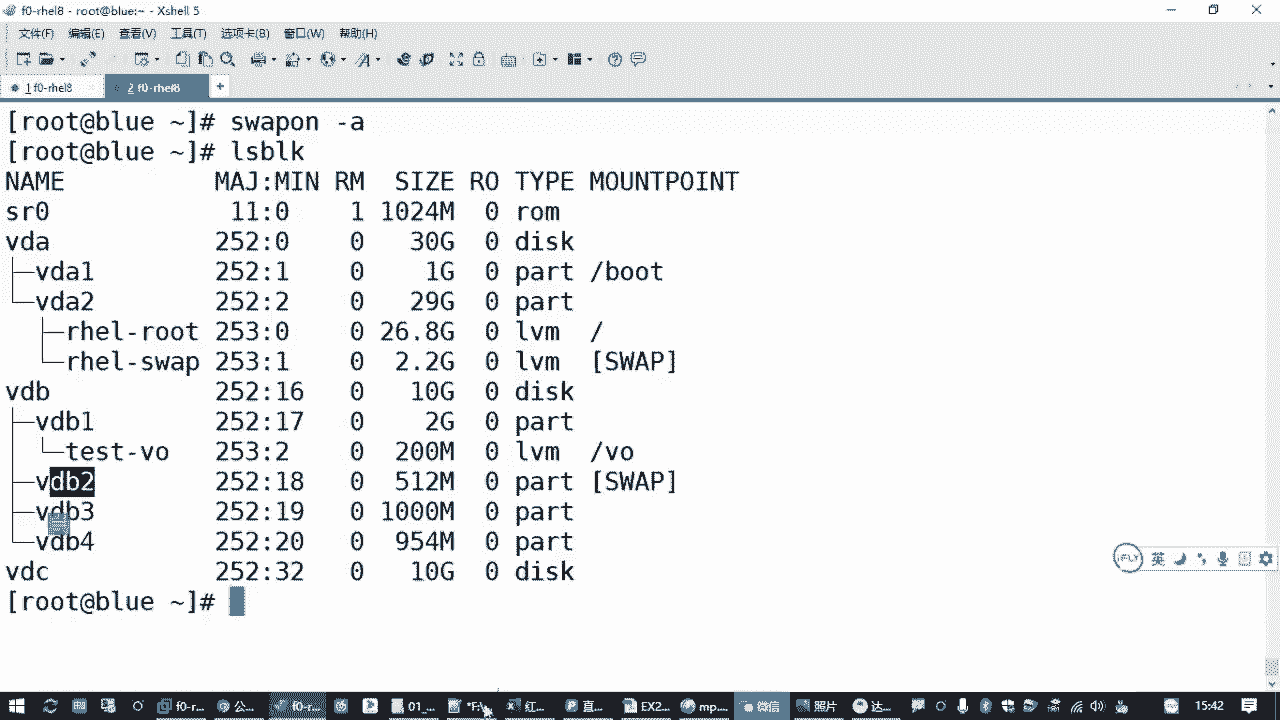 f0-rhel8 - root@blue:~ - Xshell 5
文件(F) 编辑(E) 查看(V) 工具(T) 选项卡(B) 窗口(W) 帮助(H)
1 f0-rhel8 2 f0-rhel8 +
[root@blue ~]# swapon -a
[root@blue ~]# lsblk
NAME MAJ:MIN RM SIZE RO TYPE MOUNTPOINT
sr0 11:0 1 1024M 0 rom
vda 252:0 0 30G 0 disk
├─vda1 252:1 0 1G 0 part /boot
└─vda2 252:2 0 29G 0 part
├─rhel-root 253:0 0 26.8G 0 lvm /
└─rhel-swap 253:1 0 2.2G 0 lvm [SWAP]
vdb 252:16 0 10G 0 disk
├─vdb1 252:17 0 2G 0 part
│ └─test-vo 253:2 0 200M 0 lvm /vo
├─vdb2 252:18 0 512M 0 part [SWAP]
├─vdb3 252:19 0 1000M 0 part
└─vdb4 252:20 0 954M 0 part
vdc 252:32 0 10G 0 disk
[root@blue ~]#
iFLY 英
f0-r... 公... f0-r... 01_... *F:\... 红... 直... EX2... mp... 微信 照片 达... 15:42